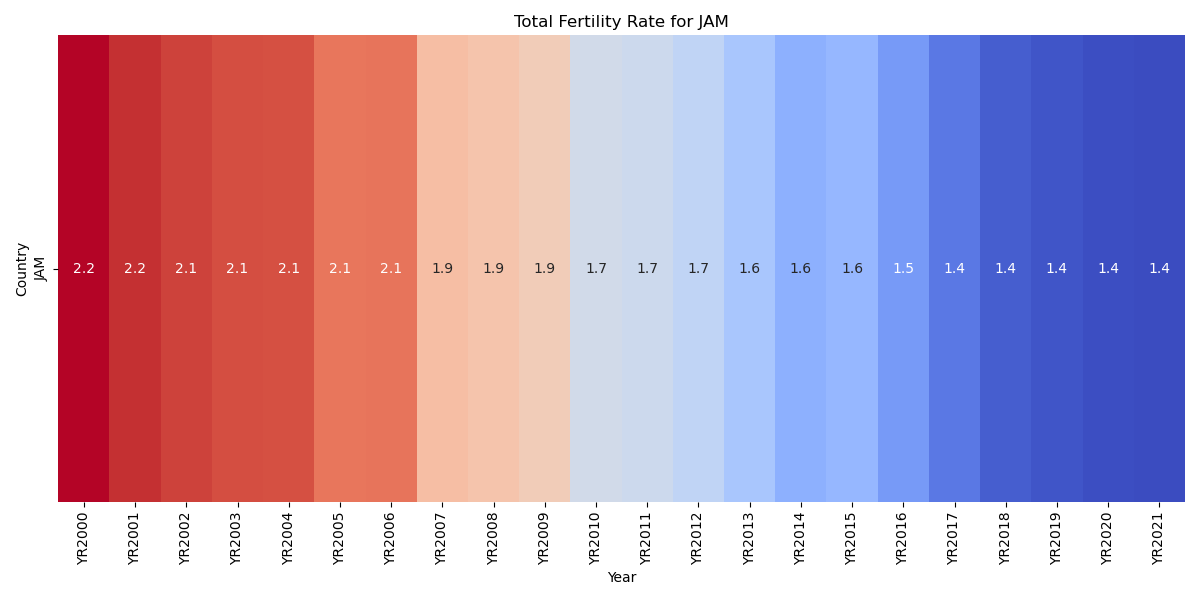 Total Fertility Rate for JAM
Country
JAM
2.2 2.2 2.1 2.1 2.1 2.1 2.1 1.9 1.9 1.9 1.7 1.7 1.7 1.6 1.6 1.6 1.5 1.4 1.4 1.4 1.4 1.4
YR2000 YR2001 YR2002 YR2003 YR2004 YR2005 YR2006 YR2007 YR2008 YR2009 YR2010 YR2011 YR2012 YR2013 YR2014 YR2015 YR2016 YR2017 YR2018 YR2019 YR2020 YR2021
Year